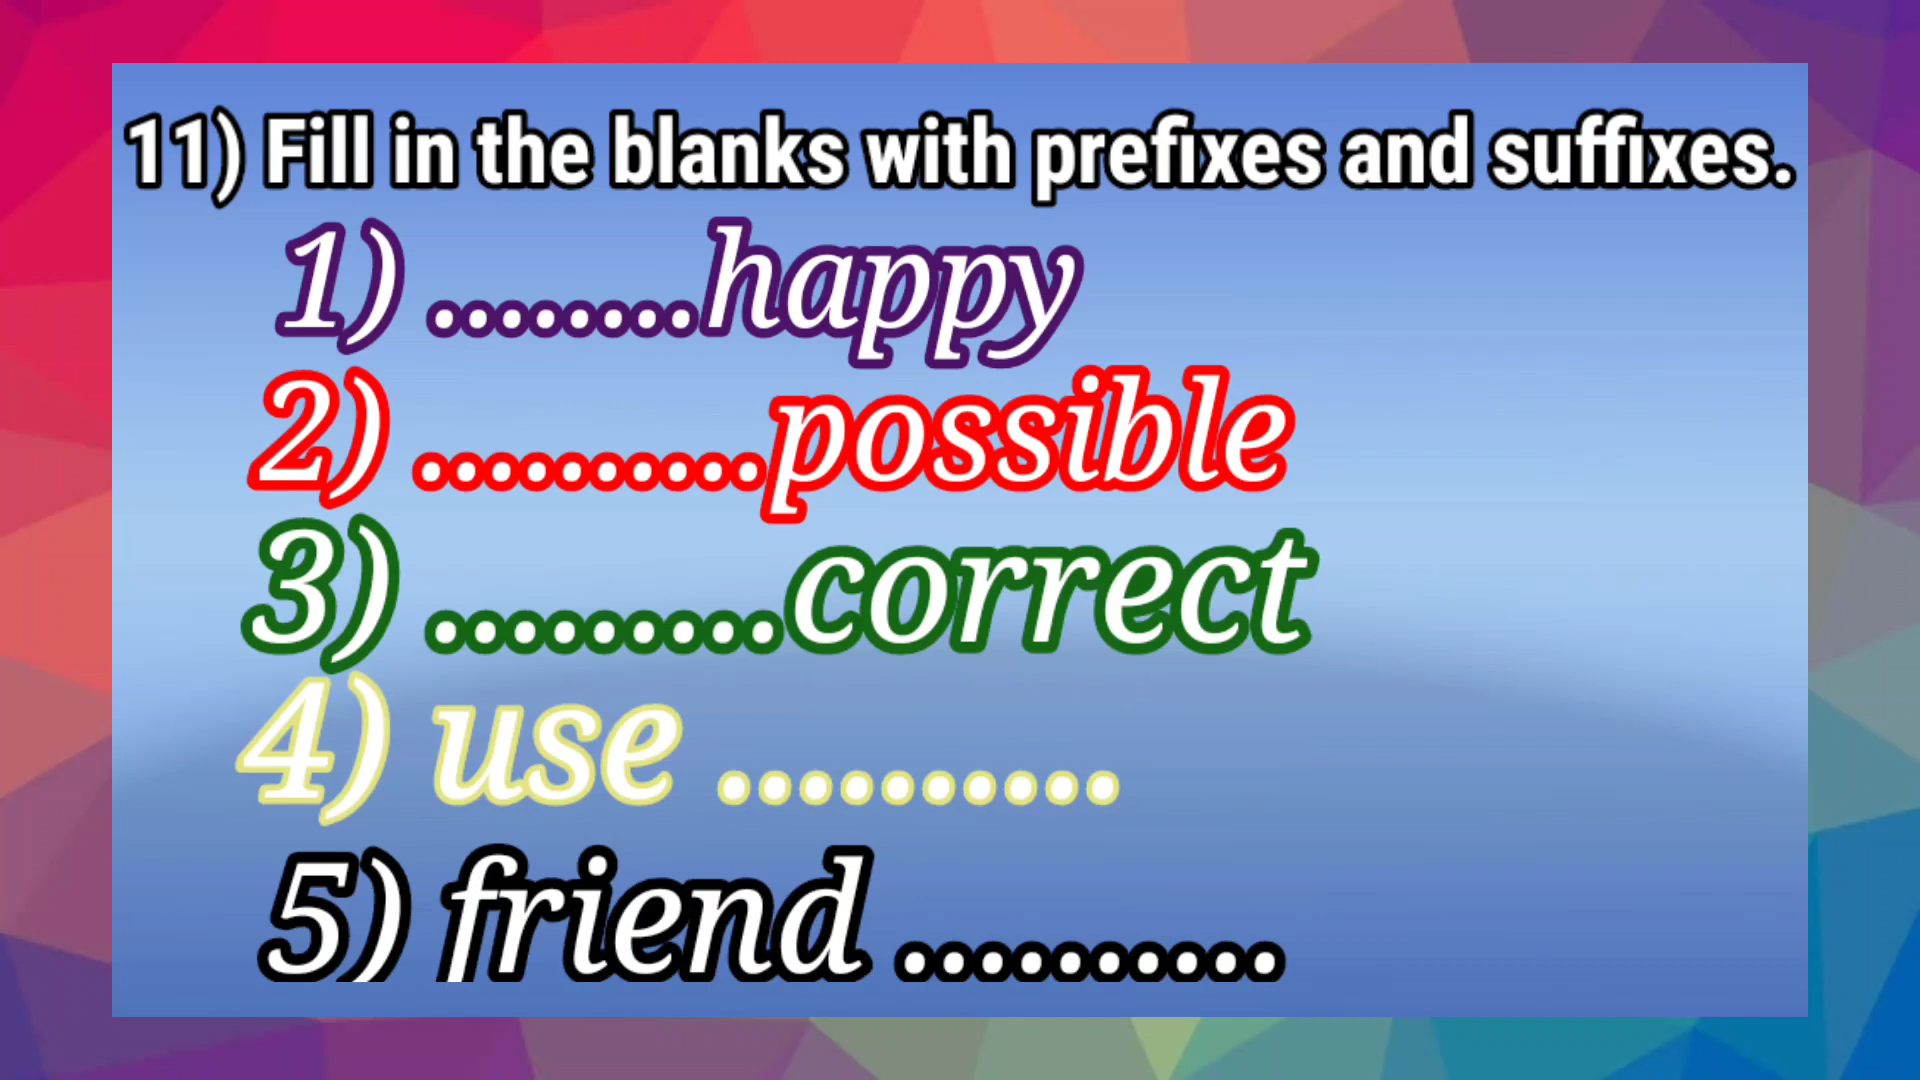 11) Fill in the blanks with prefixes and suffixes.
1) ........happy
2) ..........possible
3) .........correct
4) use ..........
5) friend ..........